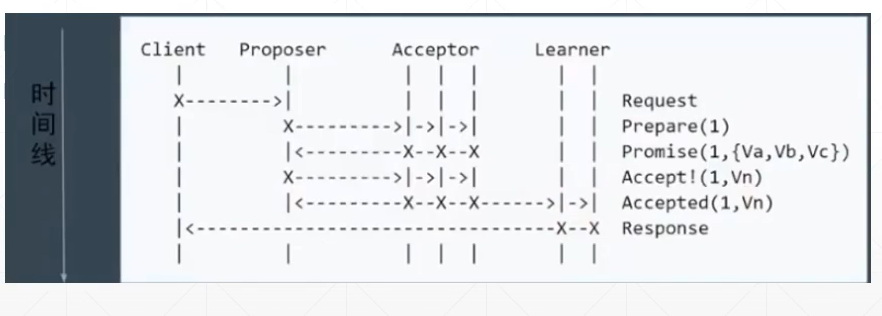 时间线
Client Proposer Acceptor Learner
| | | | | | |
X-------->| | | | | | Request
| X--------->|->|->| | | Prepare(1)
| |<---------X--X--X | | Promise(1,{Va,Vb,Vc})
| X--------->|->|->| | | Accept!(1,Vn)
| |<---------X--X--X------>|->| Accepted(1,Vn)
|<---------------------------------X--X Response
| | | | | | |